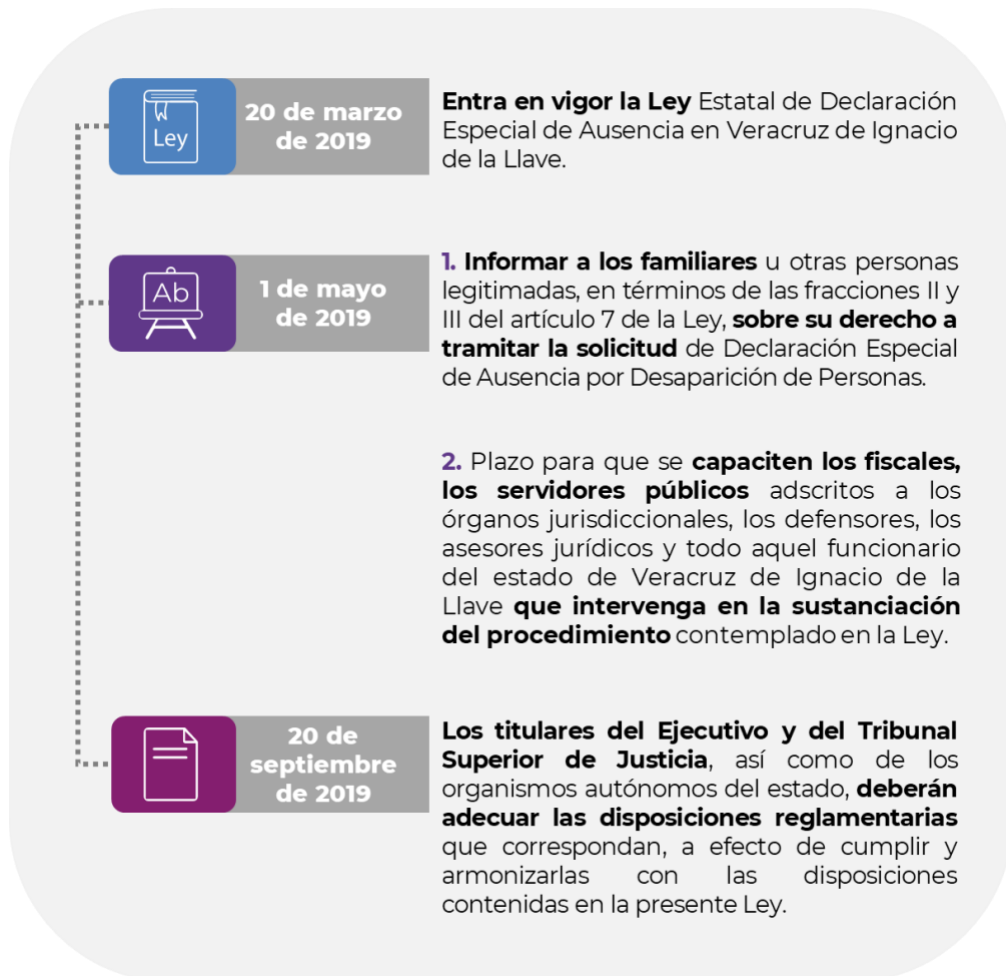 Ley
20 de marzo
de 2019
Entra en vigor la Ley Estatal de Declaración
Especial de Ausencia en Veracruz de Ignacio
de la Llave.
Ab
1 de mayo
de 2019
1. Informar a los familiares u otras personas
legitimadas, en términos de las fracciones II y
III del artículo 7 de la Ley, sobre su derecho a
tramitar la solicitud de Declaración Especial
de Ausencia por Desaparición de Personas.
2. Plazo para que se capaciten los fiscales,
los servidores públicos adscritos a los
órganos jurisdiccionales, los defensores, los
asesores jurídicos y todo aquel funcionario
del estado de Veracruz de Ignacio de la
Llave que intervenga en la sustanciación
del procedimiento contemplado en la Ley.
20 de
septiembre
de 2019
Los titulares del Ejecutivo y del Tribunal
Superior de Justicia, así como de los
organismos autónomos del estado, deberán
adecuar las disposiciones reglamentarias
que correspondan, a efecto de cumplir y
armonizarlas con las disposiciones
contenidas en la presente Ley.